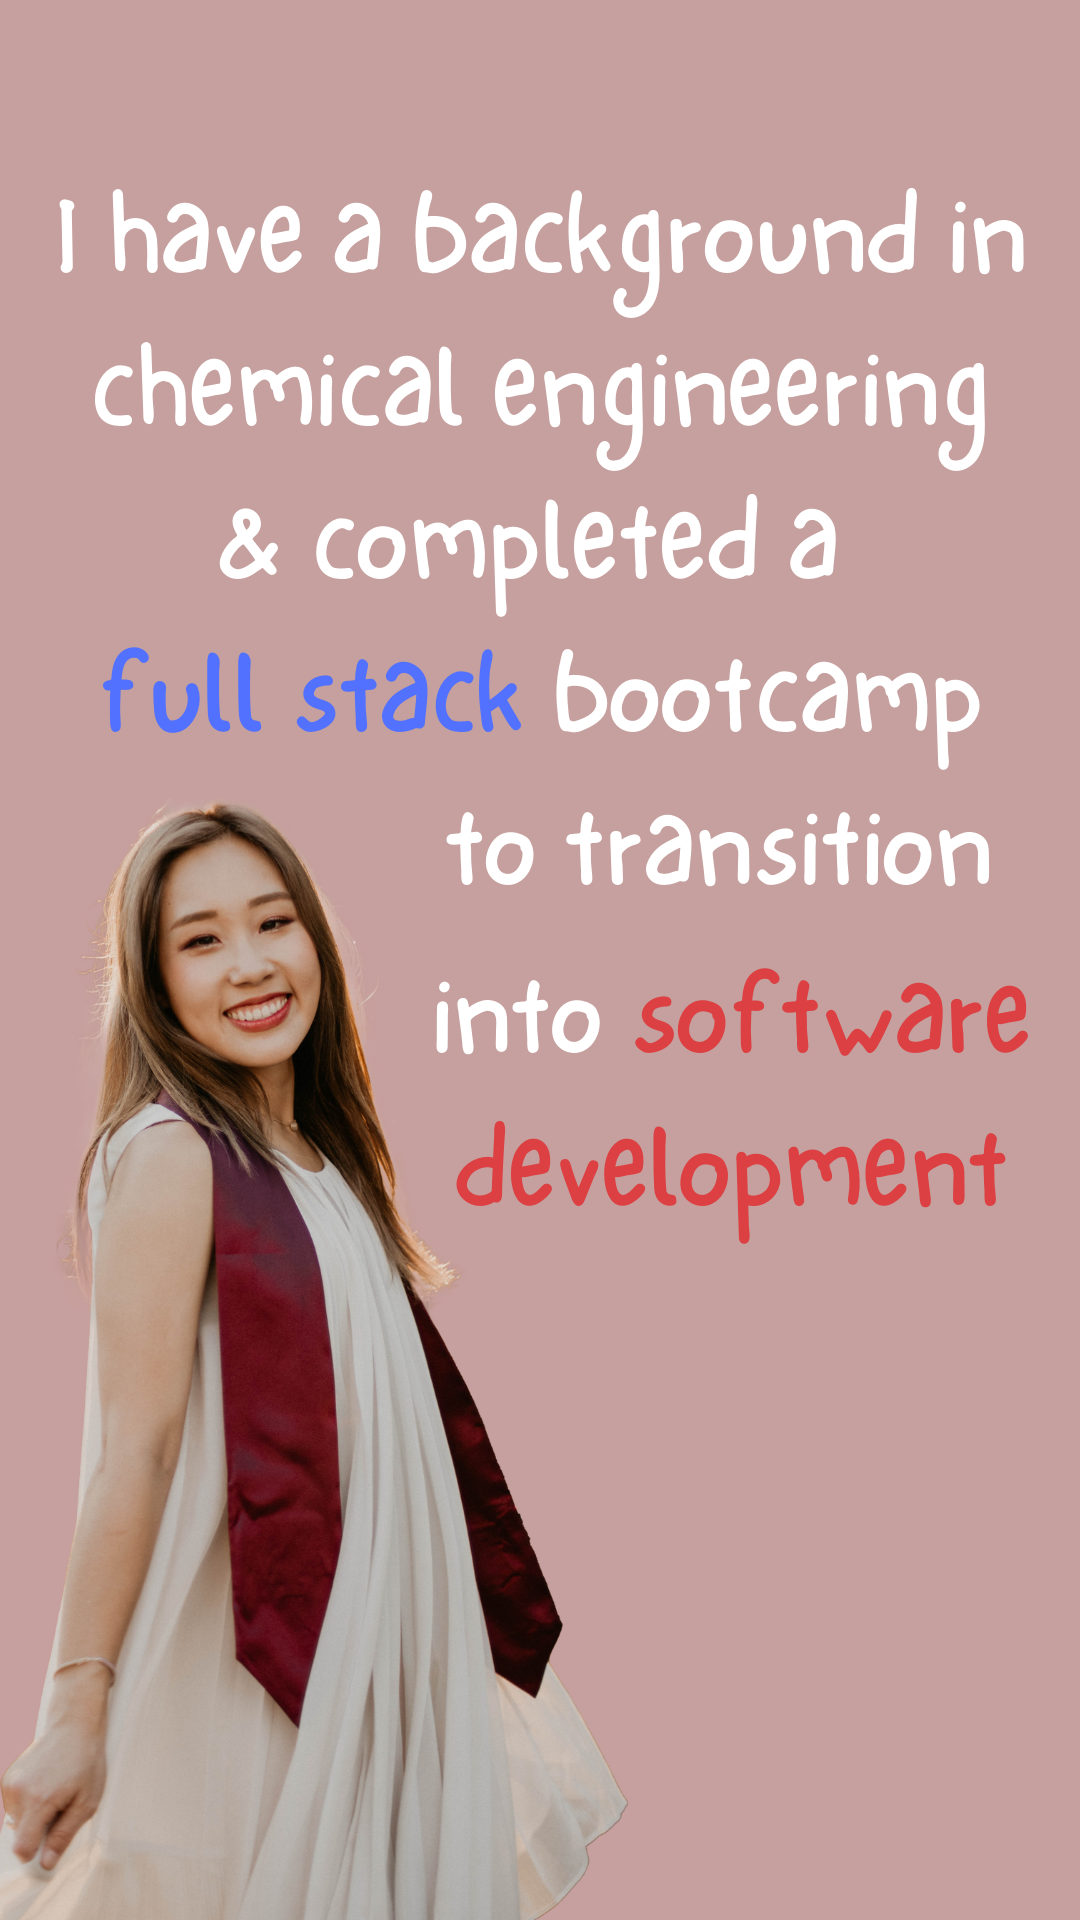 I have a background in
chemical engineering
& completed a
full stack bootcamp
to transition
into software
development